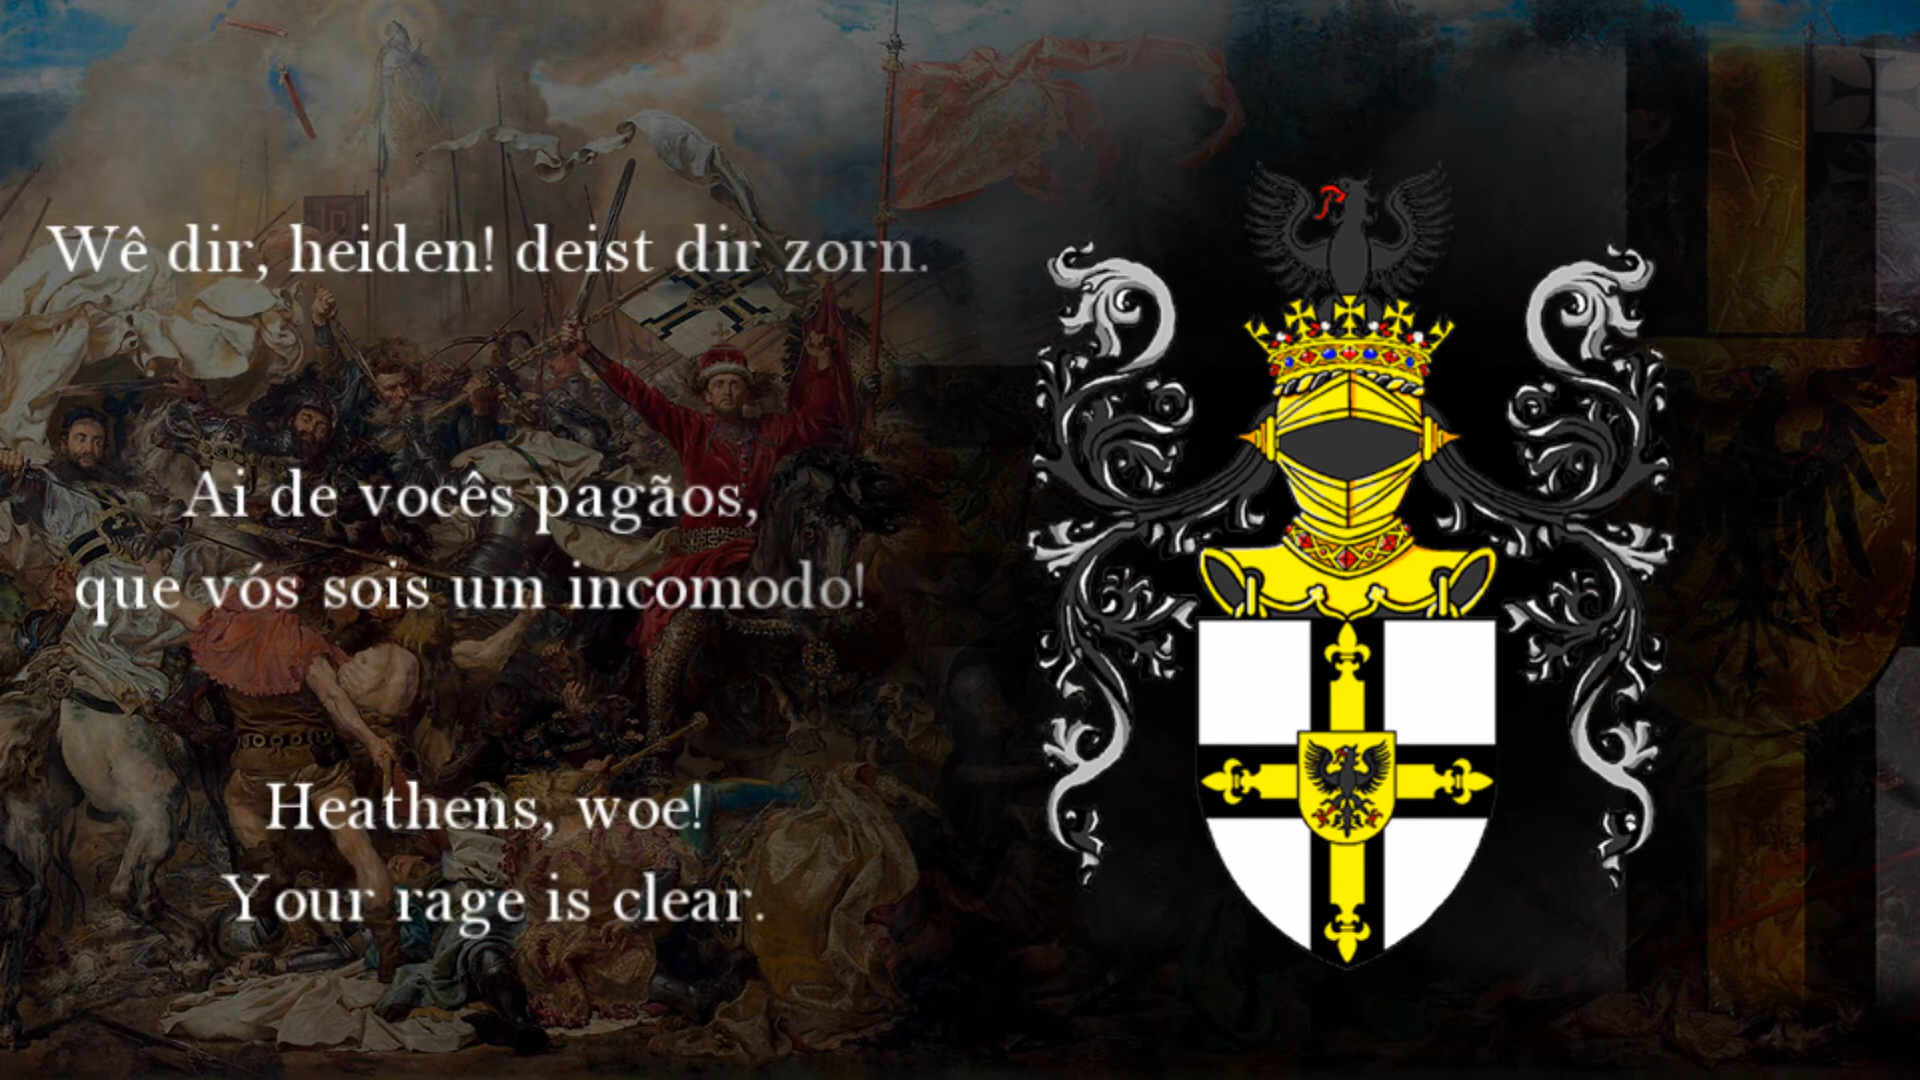 Wê dir, heiden! deist dir zorn.
Ai de vocês pagãos,
que vós sois um incomodo!
Heathens, woe!
Your rage is clear.